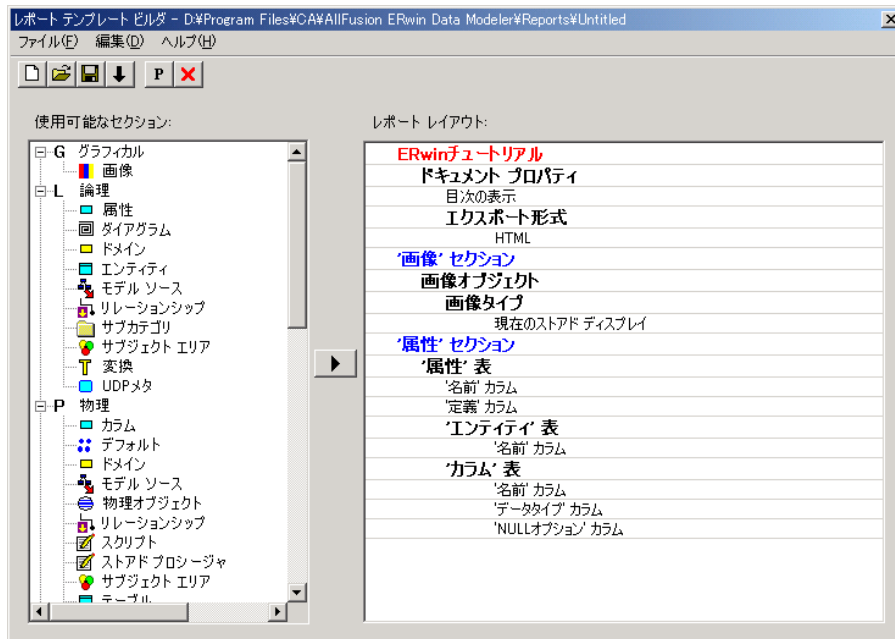 レポート テンプレート ビルダ - D:¥Program Files¥CA¥AllFusion ERwin Data Modeler¥Reports¥Untitled
ファイル(F) 編集(D) ヘルプ(H)
P
使用可能なセクション:
G グラフィカル
画像
L 論理
属性
ダイアグラム
ドメイン
エンティティ
モデル ソース
リレーションシップ
サブカテゴリ
サブジェクト エリア
変換
UDPメタ
P 物理
カラム
デフォルト
ドメイン
モデル ソース
物理オブジェクト
リレーションシップ
スクリプト
ストアド プロシージャ
サブジェクト エリア
テーブル
レポート レイアウト:
ERwinチュートリアル
ドキュメント プロパティ
目次の表示
エクスポート形式
HTML
'画像' セクション
画像オブジェクト
画像タイプ
現在のストアド ディスプレイ
'属性' セクション
'属性' 表
'名前' カラム
'定義' カラム
'エンティティ' 表
'名前' カラム
'カラム' 表
'名前' カラム
'データタイプ' カラム
'NULLオプション' カラム